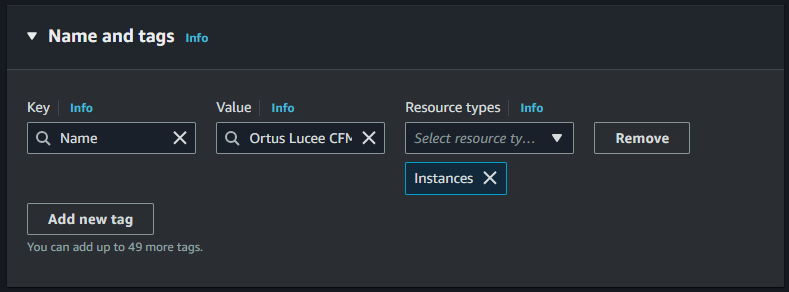 Name and tags Info
Key Info Value Info Resource types Info
Name Ortus Lucee CFM Select resource ty... Remove
Instances
Add new tag
You can add up to 49 more tags.